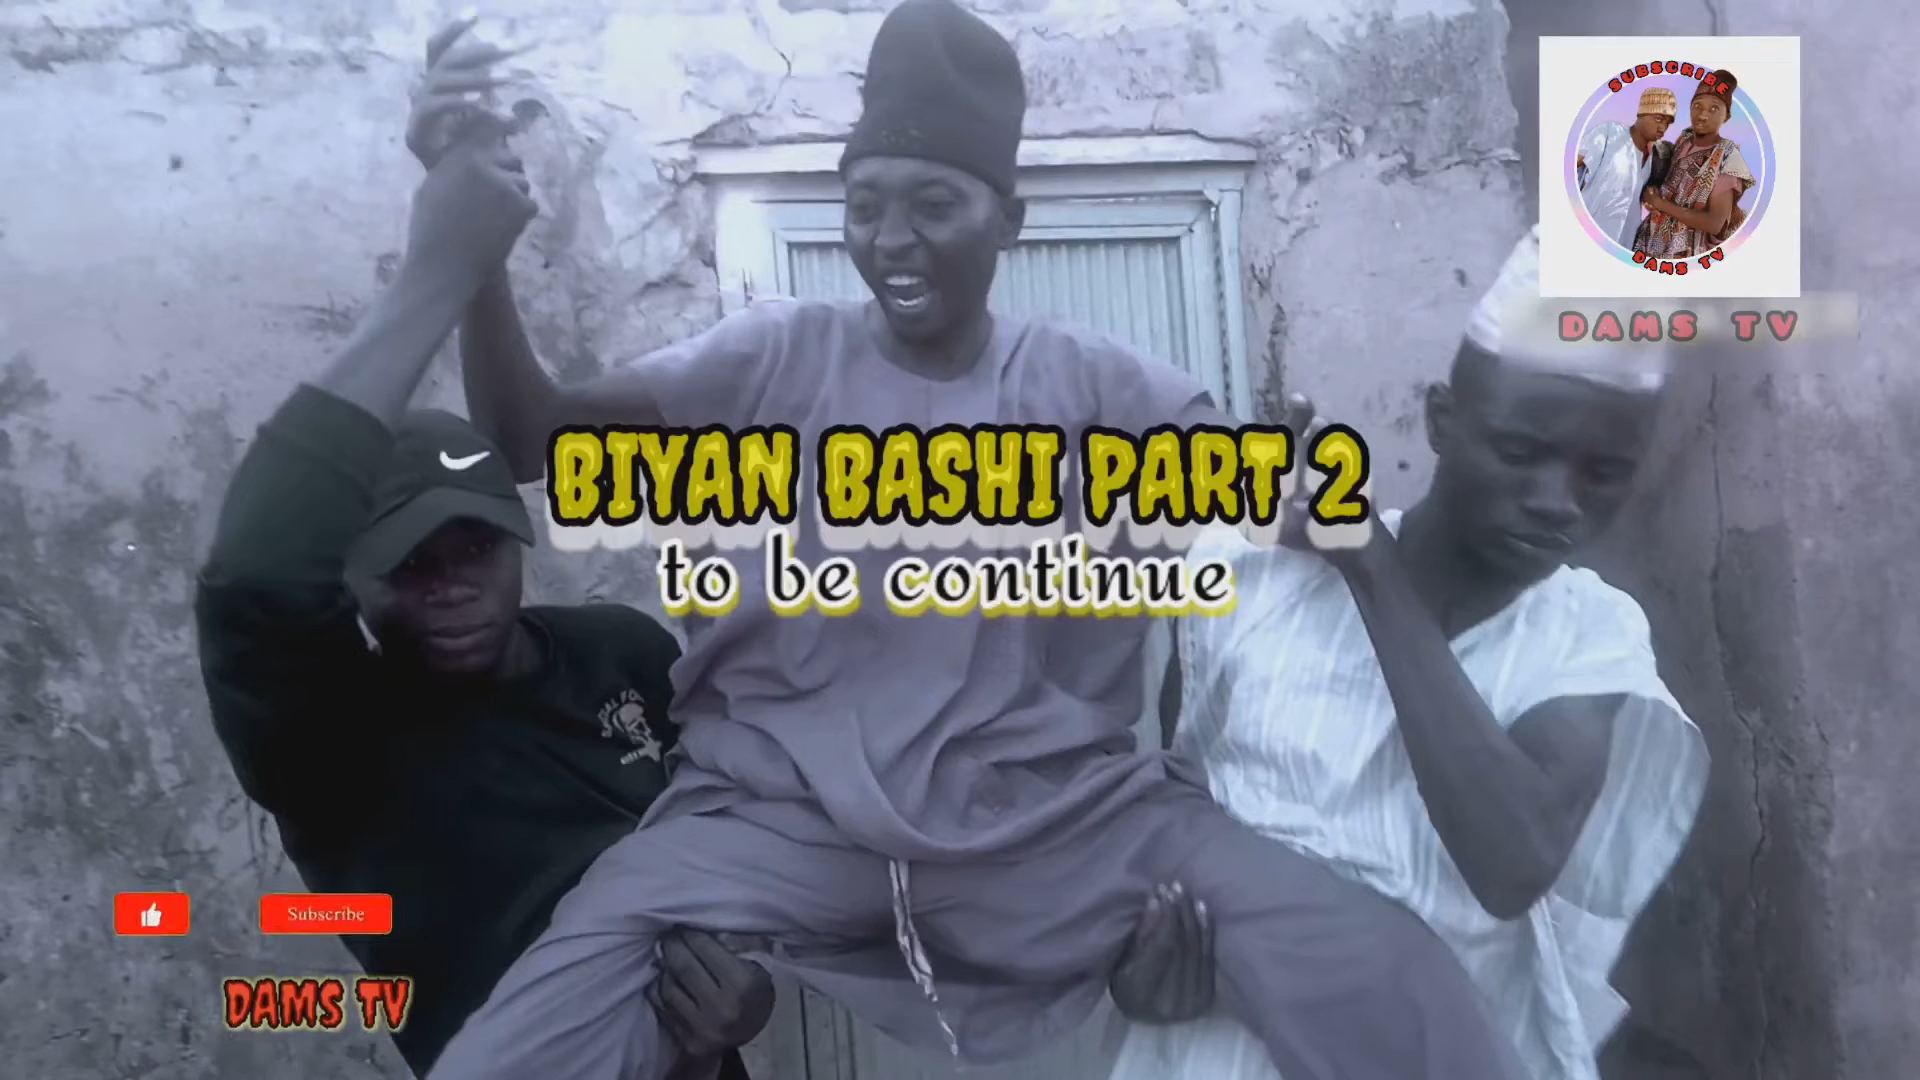 SUBSCRIBE
DAMS TV
DAMS TV
BIYAN BASHI PART 2
to be continue
Subscribe
DAMS TV